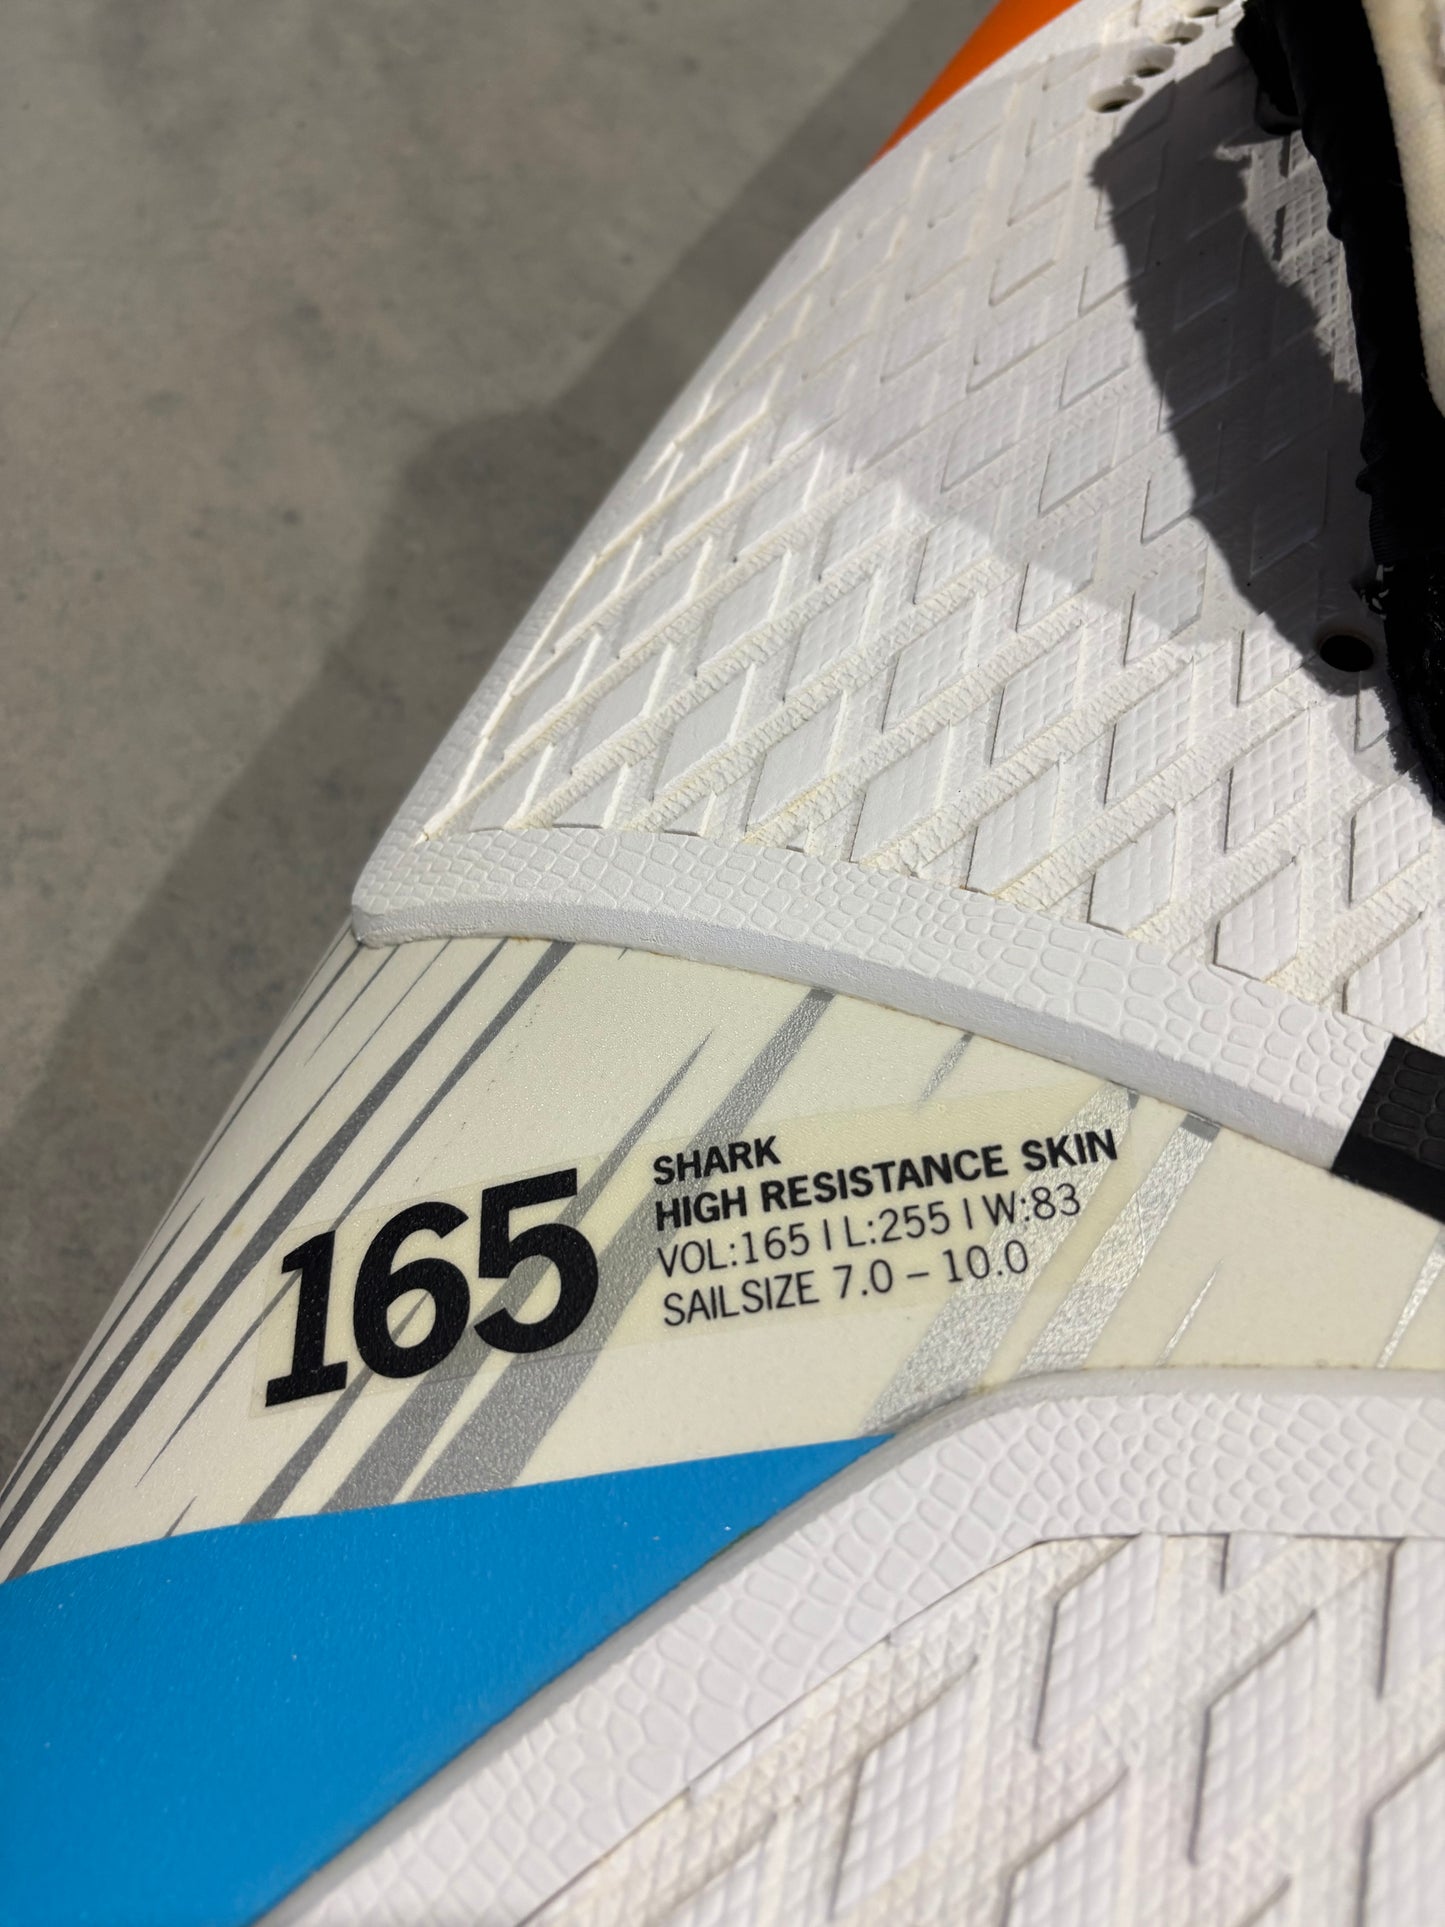 165
SHARK
HIGH RESISTANCE SKIN
VOL:165 | L:255 | W:83
SAILSIZE 7.0 – 10.0